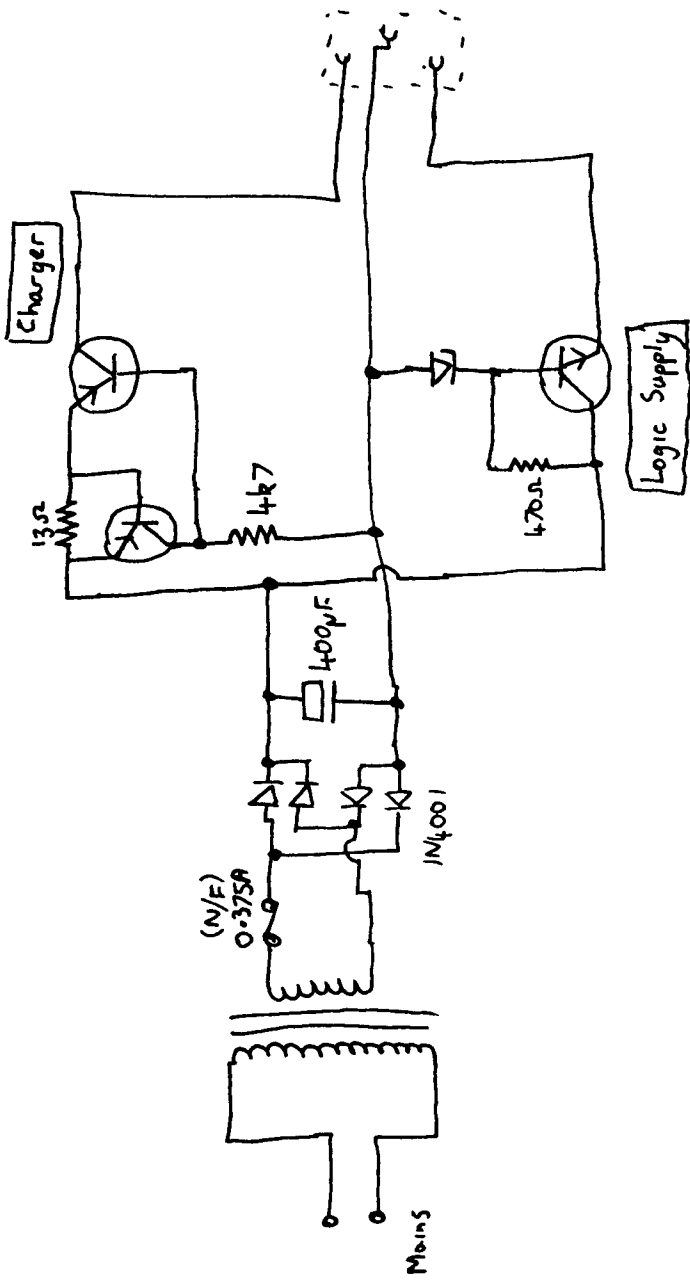 Mains
(N/F)
0.375A
1N4001
400µF
13Ω
4k7
470Ω
Charger
Logic Supply